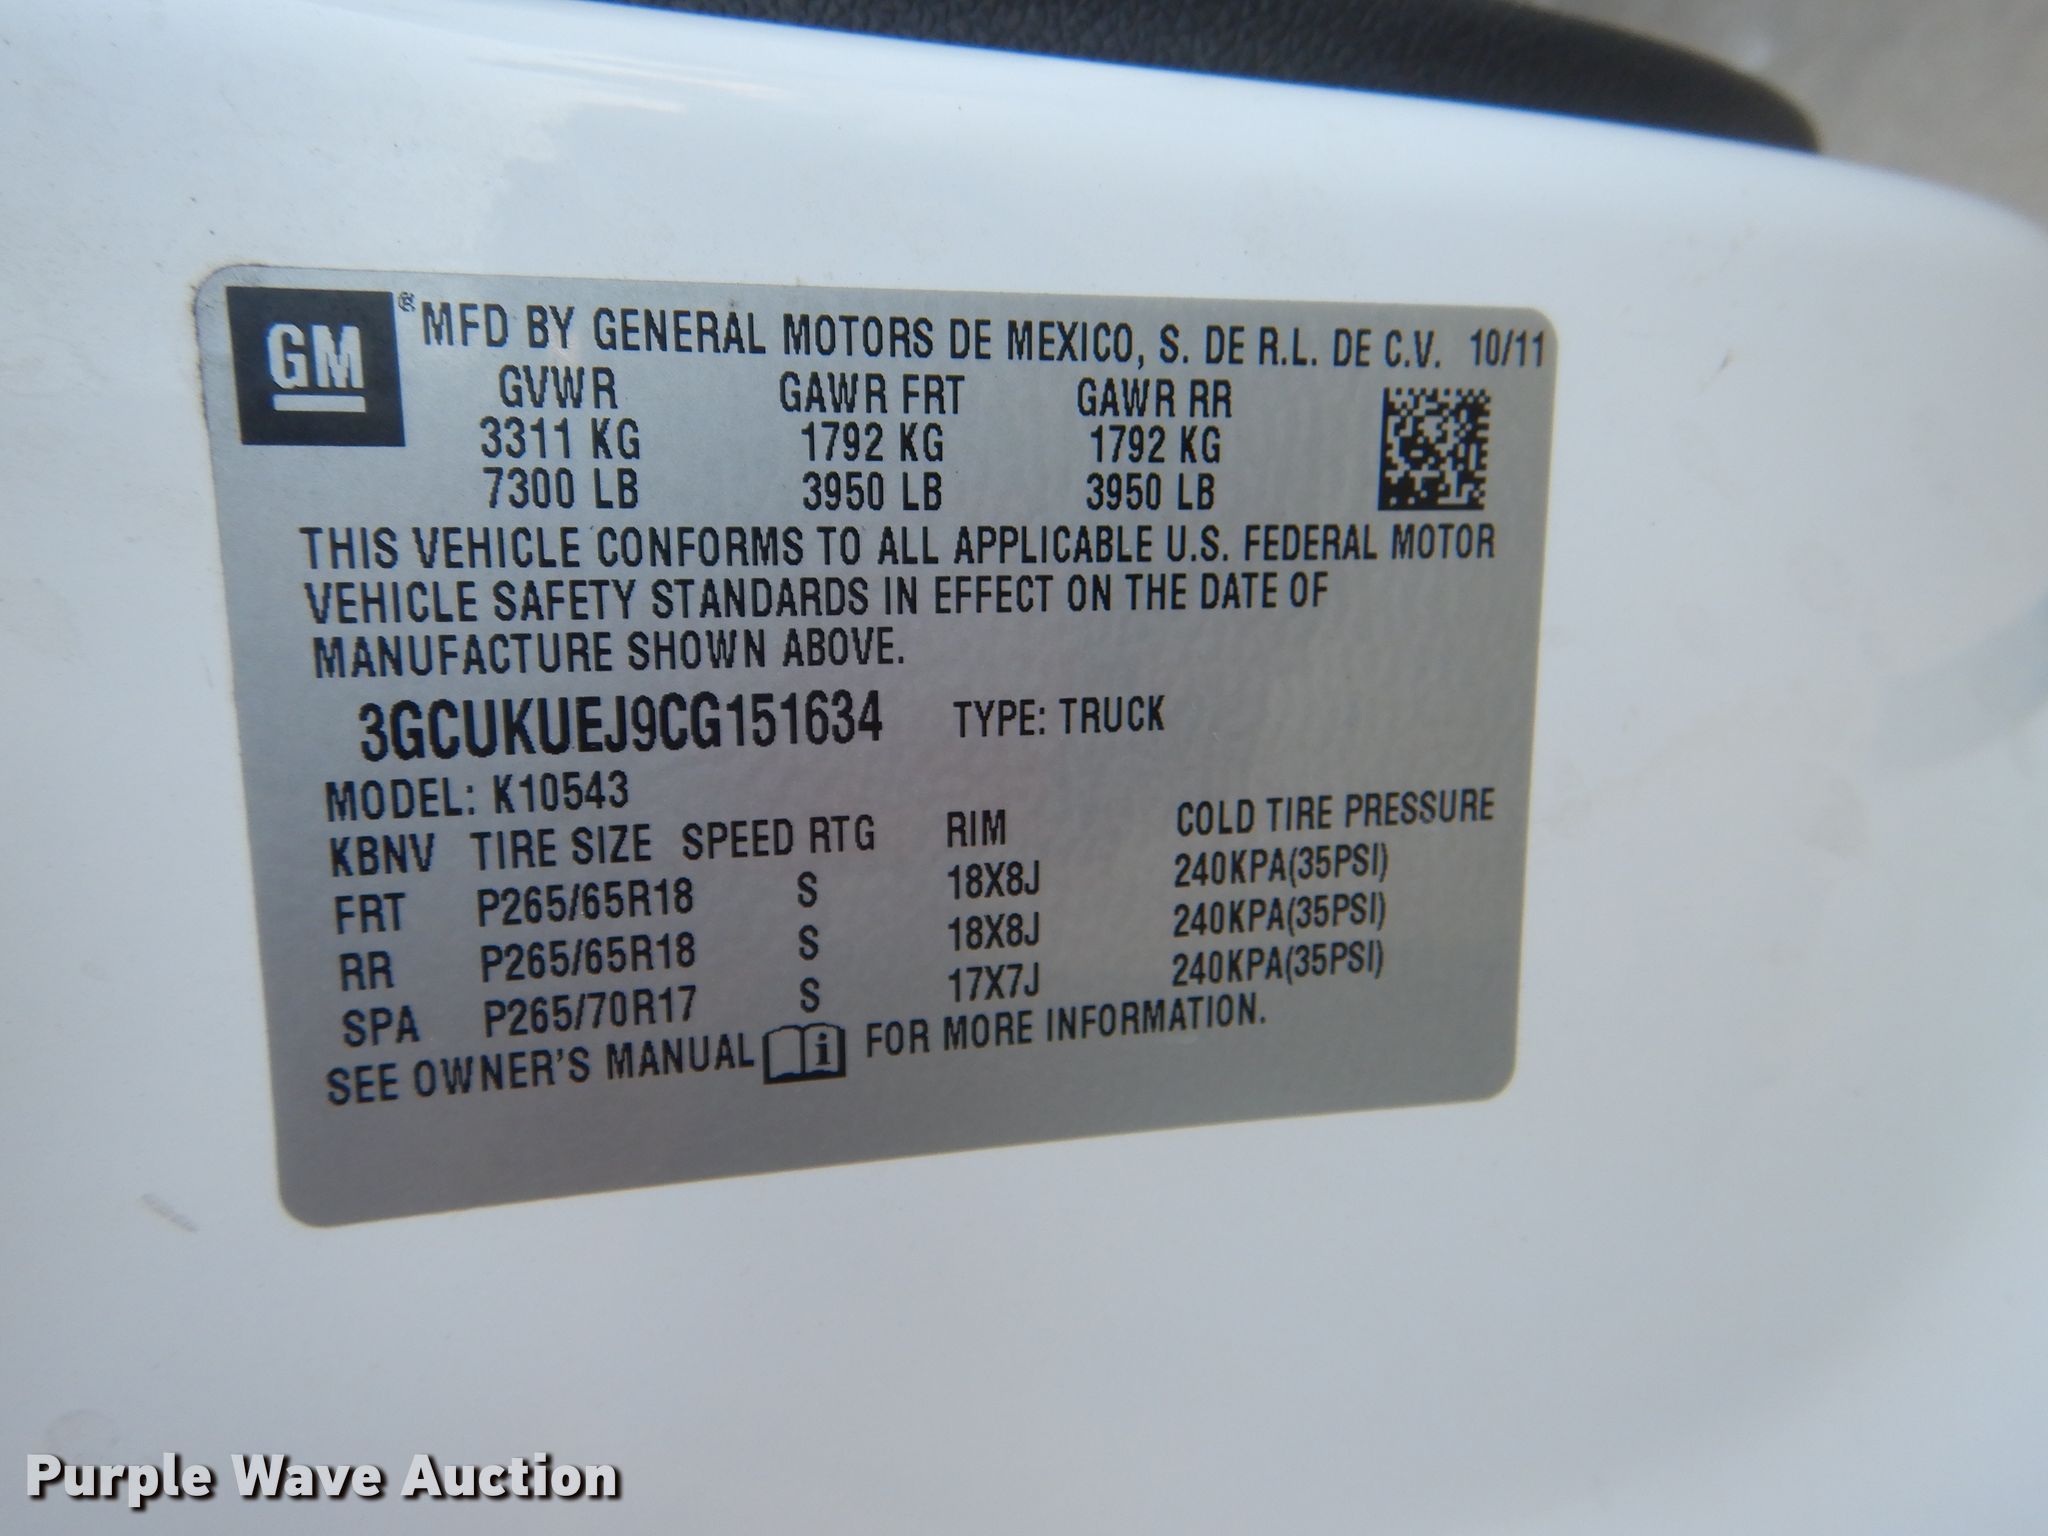 GM ® MFD BY GENERAL MOTORS DE MEXICO, S. DE R.L. DE C.V. 10/11
GVWR GAWR FRT GAWR RR
3311 KG 1792 KG 1792 KG
7300 LB 3950 LB 3950 LB
THIS VEHICLE CONFORMS TO ALL APPLICABLE U.S. FEDERAL MOTOR
VEHICLE SAFETY STANDARDS IN EFFECT ON THE DATE OF
MANUFACTURE SHOWN ABOVE.
3GCUKUEJ9CG151634 TYPE: TRUCK
MODEL: K10543
KBNV TIRE SIZE SPEED RTG RIM COLD TIRE PRESSURE
FRT P265/65R18 S 18X8J 240KPA(35PSI)
RR P265/65R18 S 18X8J 240KPA(35PSI)
SPA P265/70R17 S 17X7J 240KPA(35PSI)
SEE OWNER'S MANUAL i FOR MORE INFORMATION.
Purple Wave Auction